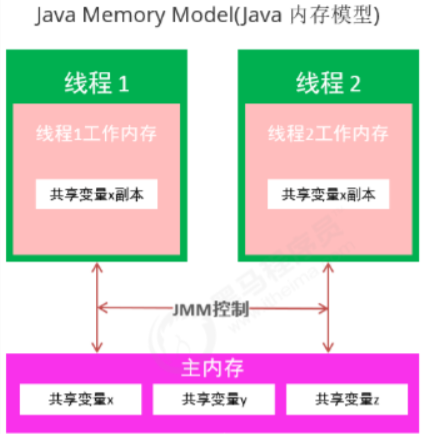 Java Memory Model(Java 内存模型)
线程 1
线程 2
线程1工作内存
线程2工作内存
共享变量x副本
共享变量x副本
JMM控制
主内存
共享变量x
共享变量y
共享变量z